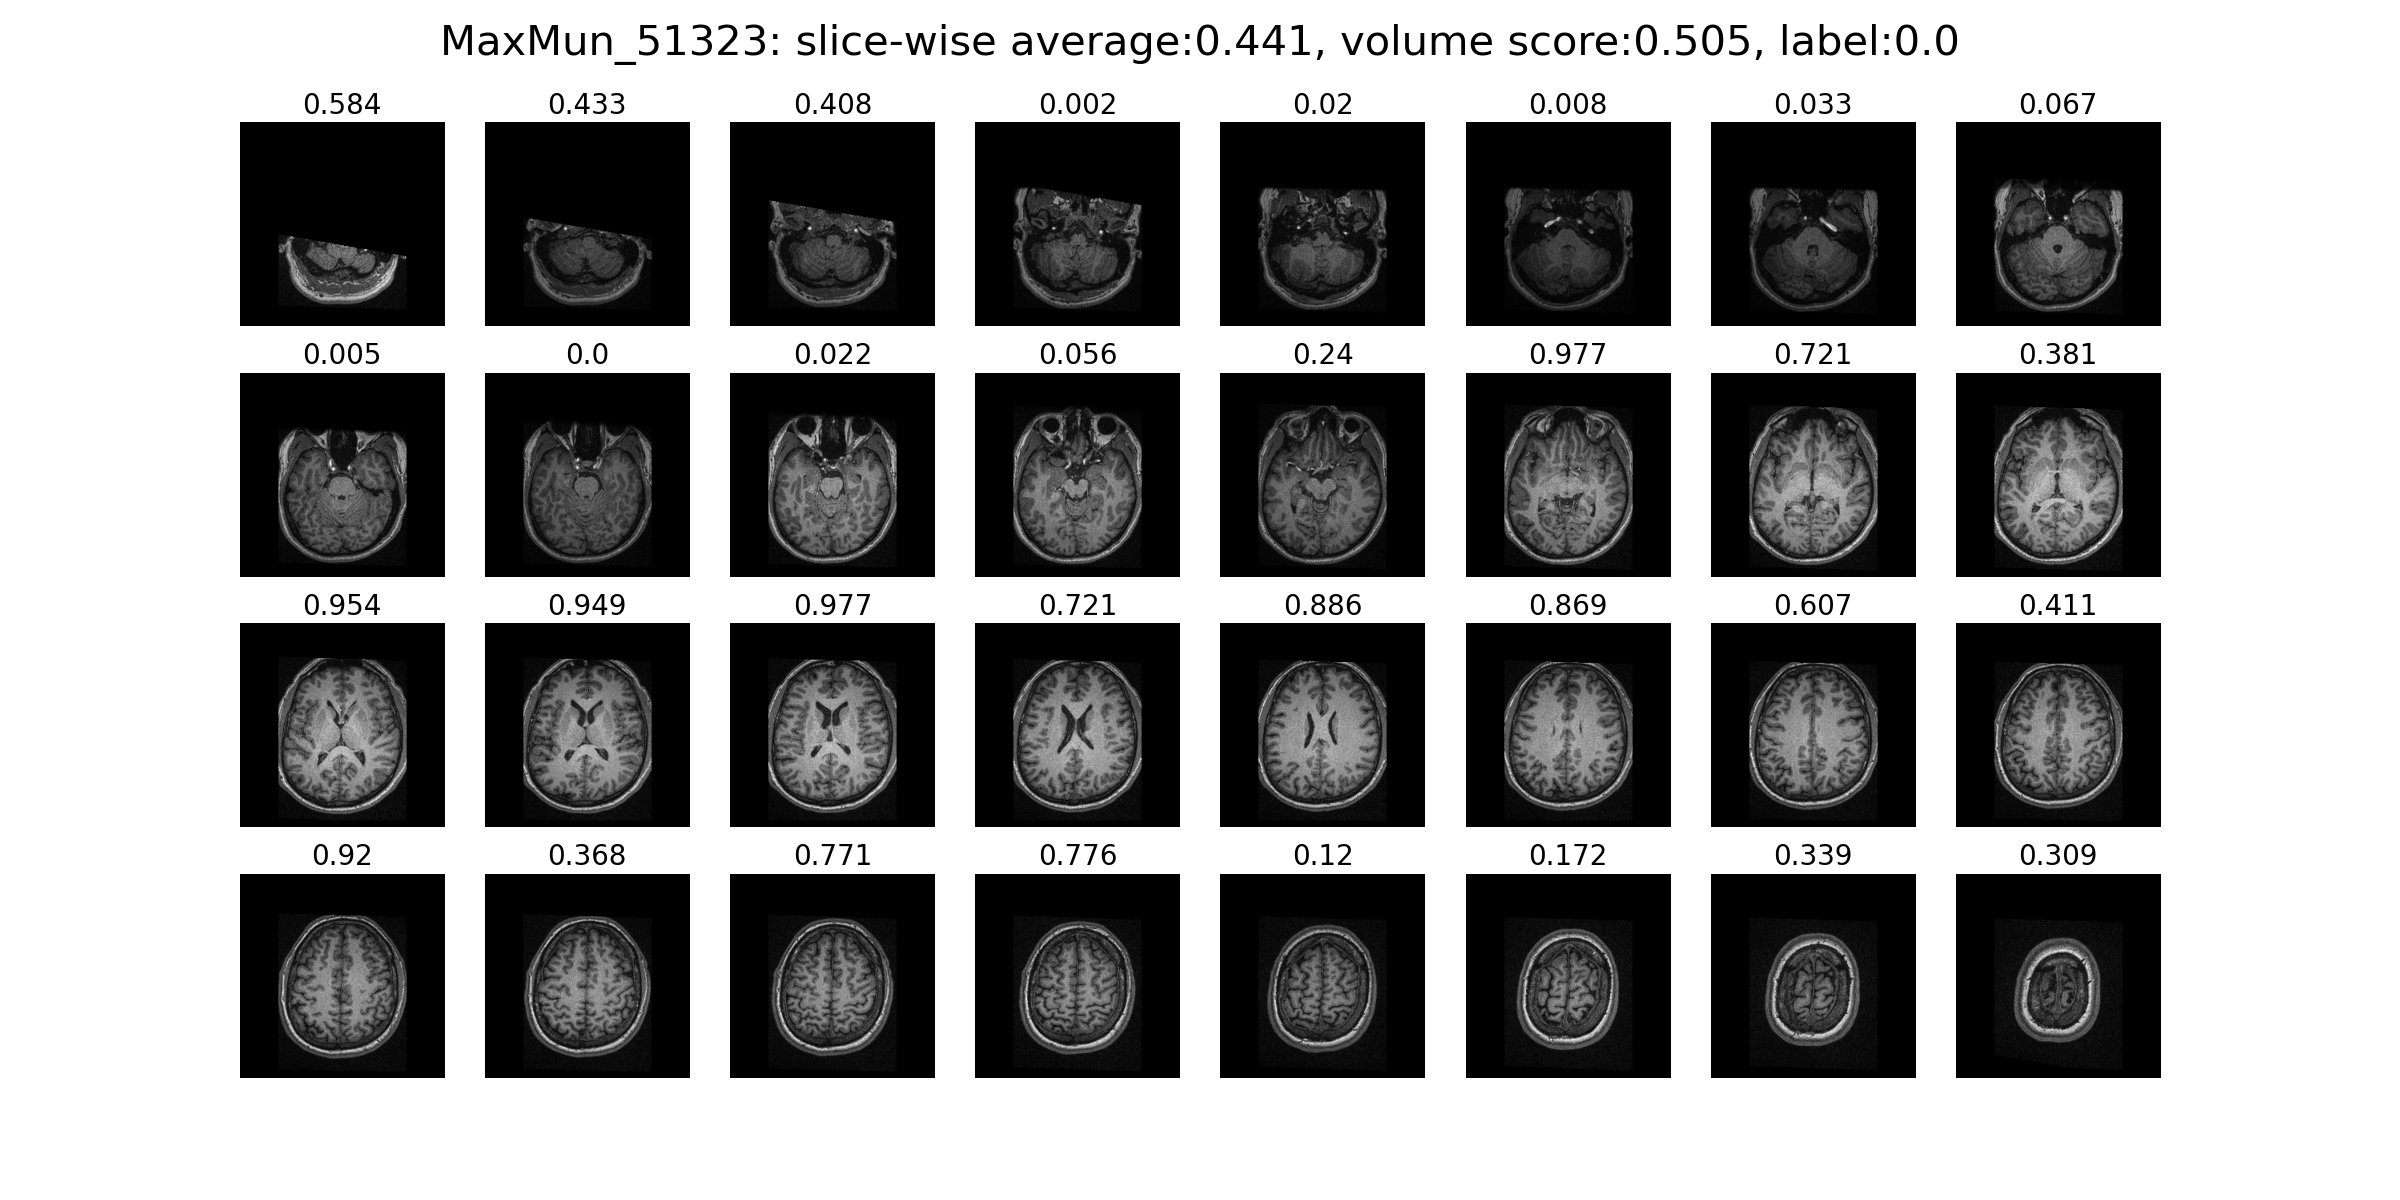 MaxMun_51323: slice-wise average:0.441, volume score:0.505, label:0.0
0.584 0.433 0.408 0.002 0.02 0.008 0.033 0.067
0.005 0.0 0.022 0.056 0.24 0.977 0.721 0.381
0.954 0.949 0.977 0.721 0.886 0.869 0.607 0.411
0.92 0.368 0.771 0.776 0.12 0.172 0.339 0.309